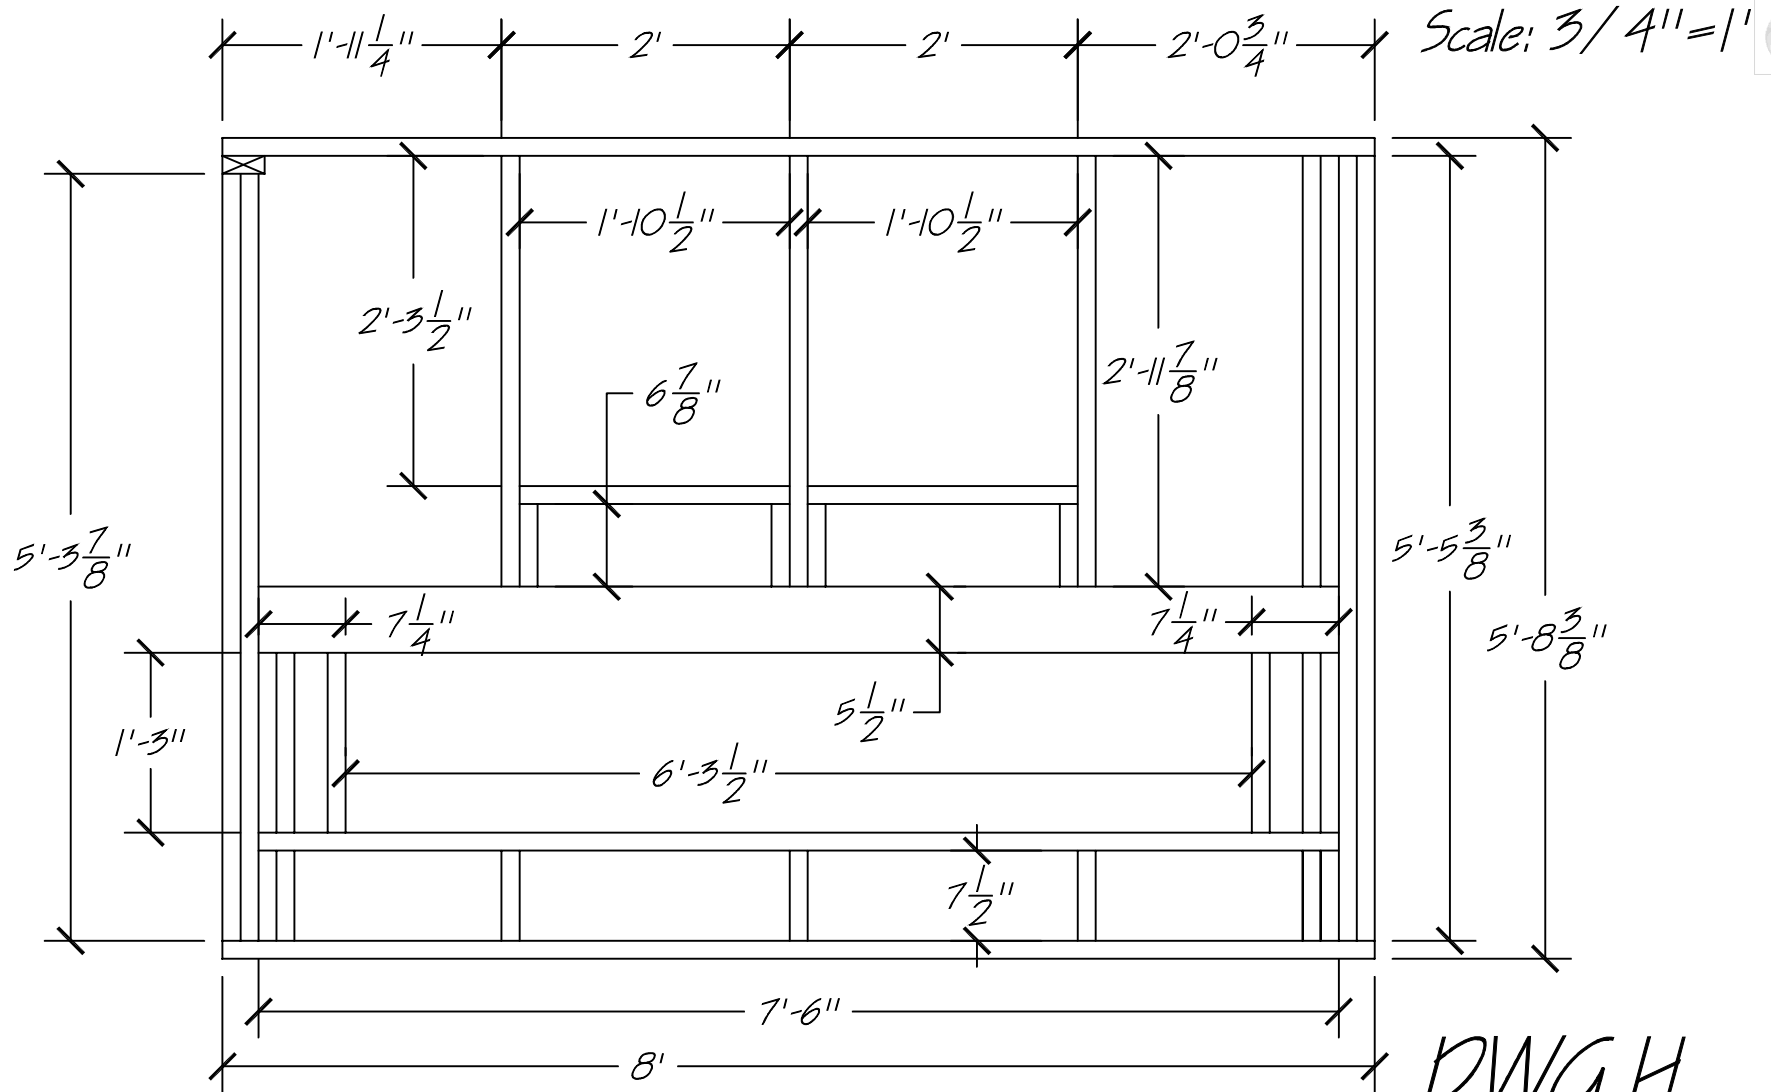 1'-11 1/4" 2' 2' 2'-0 3/4" Scale: 3/4"=1'
1'-10 1/2" 1'-10 1/2"
2'-3 1/2"
6 7/8" 2'-11 7/8"
5'-3 7/8" 5'-5 3/8"
7 1/4" 7 1/4" 5'-8 3/8"
5 1/2"
1'-3"
6'-3 1/2"
7 1/2"
7'-6"
8'